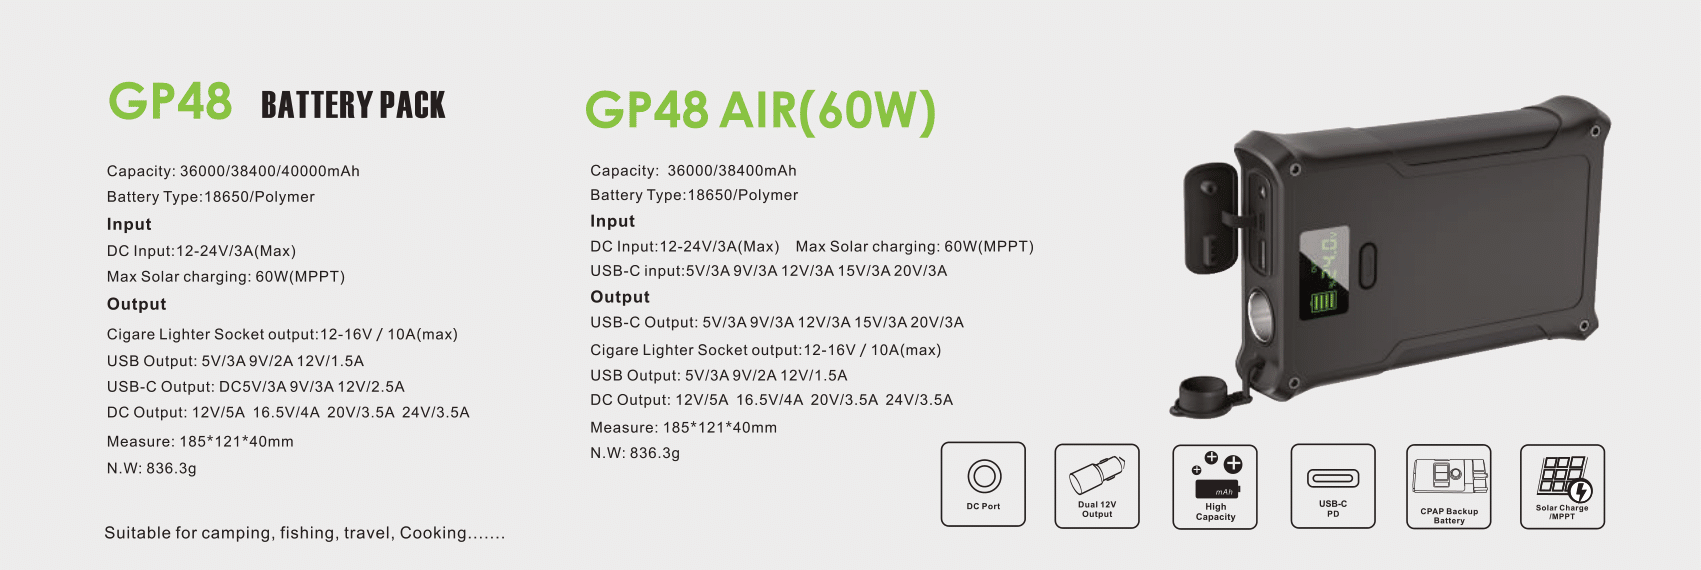 GP48 BATTERY PACK
Capacity: 36000/38400/40000mAh
Battery Type:18650/Polymer
Input
DC Input:12-24V/3A(Max)
Max Solar charging: 60W(MPPT)
Output
Cigare Lighter Socket output:12-16V / 10A(max)
USB Output: 5V/3A 9V/2A 12V/1.5A
USB-C Output: DC5V/3A 9V/3A 12V/2.5A
DC Output: 12V/5A 16.5V/4A 20V/3.5A 24V/3.5A
Measure: 185*121*40mm
N.W: 836.3g
Suitable for camping, fishing, travel, Cooking.......
GP48 AIR(60W)
Capacity: 36000/38400mAh
Battery Type:18650/Polymer
Input
DC Input:12-24V/3A(Max) Max Solar charging: 60W(MPPT)
USB-C input:5V/3A 9V/3A 12V/3A 15V/3A 20V/3A
Output
USB-C Output: 5V/3A 9V/3A 12V/3A 15V/3A 20V/3A
Cigare Lighter Socket output:12-16V / 10A(max)
USB Output: 5V/3A 9V/2A 12V/1.5A
DC Output: 12V/5A 16.5V/4A 20V/3.5A 24V/3.5A
Measure: 185*121*40mm
N.W: 836.3g
24.0V
DC Port
Dual 12V
Output
mAh
High
Capacity
USB-C
PD
CPAP Backup
Battery
Solar Charge
/MPPT